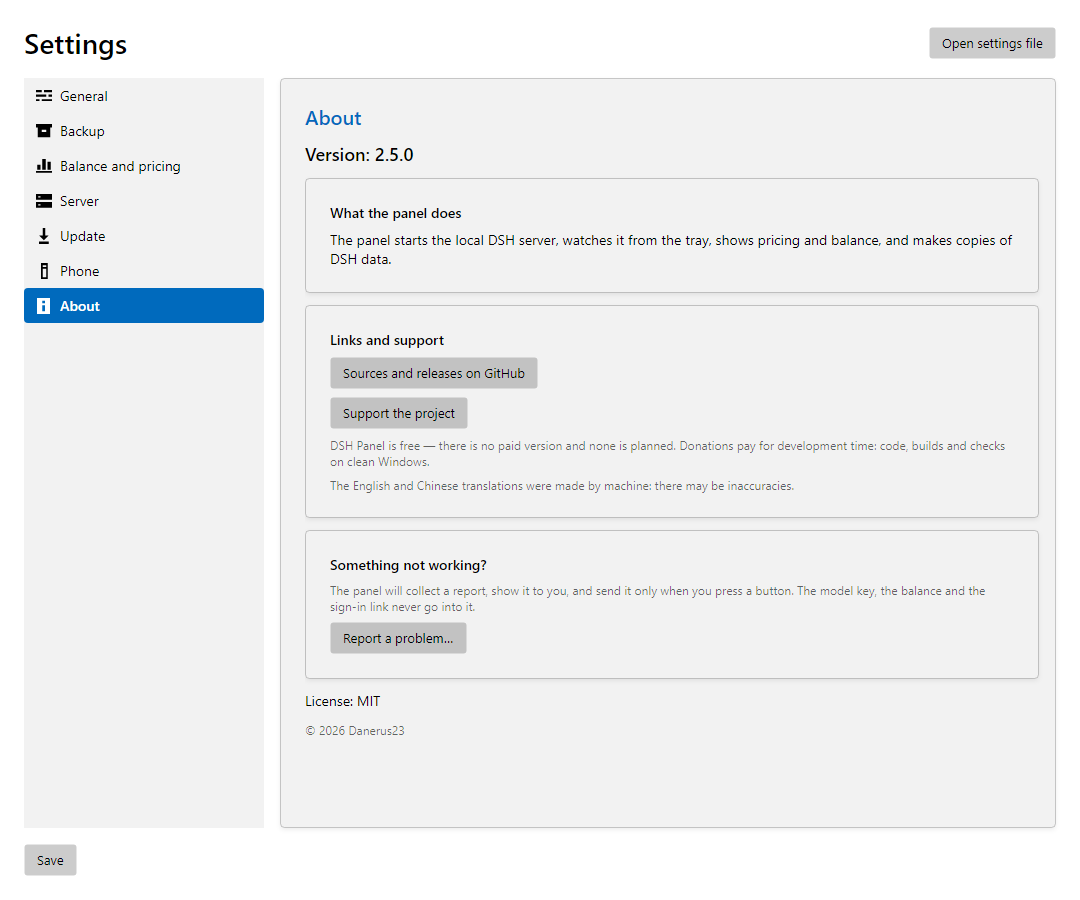 Settings
Open settings file
General
Backup
Balance and pricing
Server
Update
Phone
About
About
Version: 2.5.0
What the panel does
The panel starts the local DSH server, watches it from the tray, shows pricing and balance, and makes copies of
DSH data.
Links and support
Sources and releases on GitHub
Support the project
DSH Panel is free — there is no paid version and none is planned. Donations pay for development time: code, builds and checks
on clean Windows.
The English and Chinese translations were made by machine: there may be inaccuracies.
Something not working?
The panel will collect a report, show it to you, and send it only when you press a button. The model key, the balance and the
sign-in link never go into it.
Report a problem...
License: MIT
© 2026 Danerus23
Save